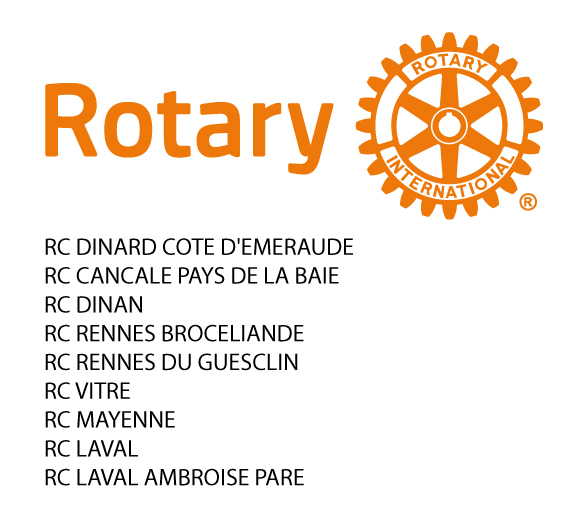 Rotary
ROTARY
INTERNATIONAL
®
RC DINARD COTE D'EMERAUDE
RC CANCALE PAYS DE LA BAIE
RC DINAN
RC RENNES BROCELIANDE
RC RENNES DU GUESCLIN
RC VITRE
RC MAYENNE
RC LAVAL
RC LAVAL AMBROISE PARE